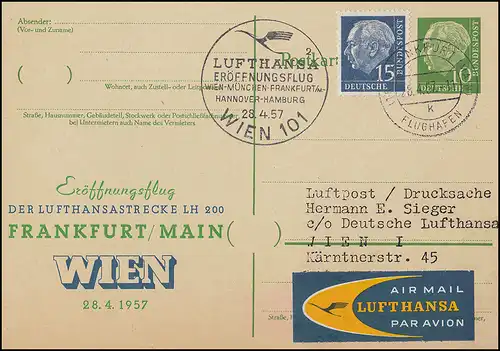 Absender:
(Vor- und Zuname)
Wohnort, auch Zustell- oder
Straße, Hausnummer, Gebäudeteil, Stockwerk oder Postschließfachnummer,
bei Untermietern auch Name des Vermieters
2
LUFTHANSA
ERÖFFNUNGSFLUG
WIEN-MÜNCHEN-FRANKFURT/M-
HANNOVER-HAMBURG
28.4.57
WIEN 101
Postkarte
15
DEUTSCHE
BUNDESPOST
10
DEUTSCHE
BUNDESPOST
FRANKFURT
k
FLUGHAFEN
Eröffnungsflug
DER LUFTHANSASTRECKE LH 200
FRANKFURT/MAIN
WIEN
28.4.1957
Luftpost / Drucksache
Hermann E. Sieger
c/o Deutsche Lufthansa
WIEN I
Kärntnerstr. 45
AIR MAIL
LUFTHANSA
PAR AVION
Straße,